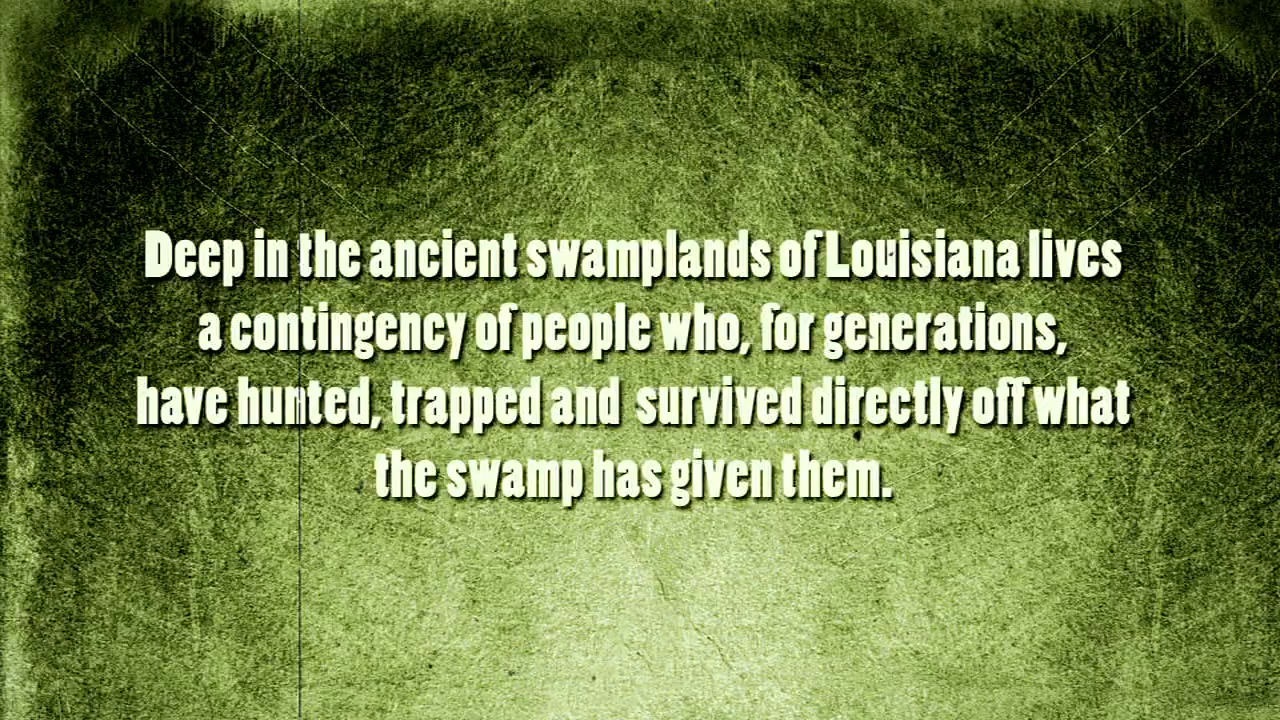 Deep in the ancient swamplands of Louisiana lives
a contingency of people who, for generations,
have hunted, trapped and survived directly off what
the swamp has given them.